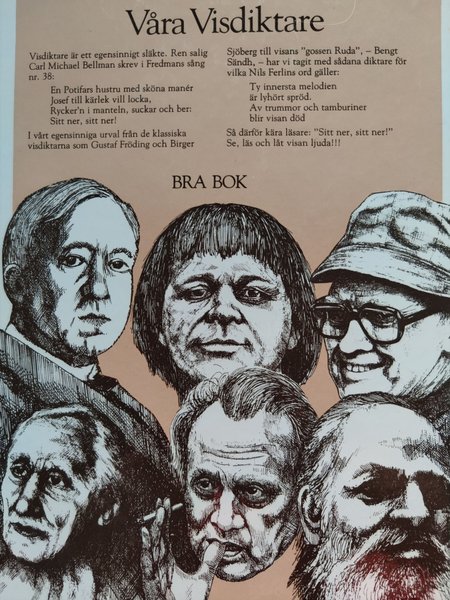 Våra Visdiktare
Visdiktare är ett egensinnigt släkte. Ren salig
Carl Michael Bellman skrev i Fredmans sång
nr. 38:
En Potifars hustru med sköna manér
Josef till kärlek vill locka,
Rycker'n i manteln, suckar och ber:
Sitt ner, sitt ner!
I vårt egensinniga urval från de klassiska
visdiktarna som Gustaf Fröding och Birger
Sjöberg till visans "gossen Ruda", – Bengt
Sändh, – har vi tagit med sådana diktare för
vilka Nils Ferlins ord gäller:
Ty innersta melodien
är lyhört spröd.
Av trummor och tamburiner
blir visan död
Så därför kära läsare: "Sitt ner, sitt ner!"
Se, läs och låt visan ljuda!!!
BRA BOK